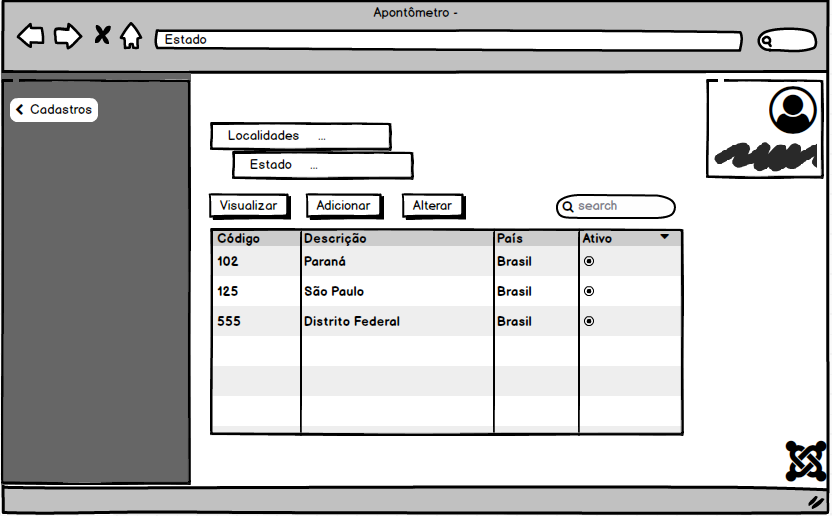 Apontômetro -
Estado
Cadastros
Localidades ...
Estado ...
Visualizar Adicionar Alterar search
Código Descrição País Ativo
102 Paraná Brasil
125 São Paulo Brasil
555 Distrito Federal Brasil